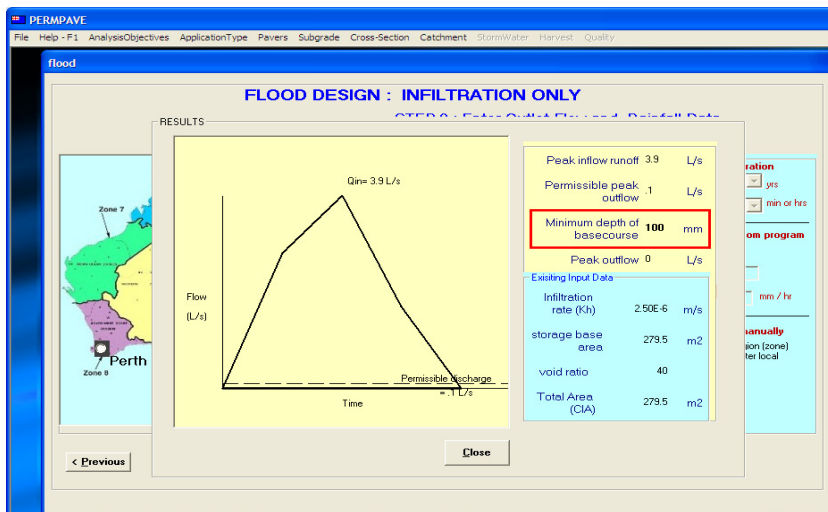 PERMPAVE
File Help - F1 AnalysisObjectives ApplicationType Pavers Subgrade Cross-Section Catchment StormWater Harvest Quality
flood
FLOOD DESIGN : INFILTRATION ONLY
RESULTS
Qin= 3.9 L/s
Flow
(L/s)
Permissible discharge
= .1 L/s
Time
Peak inflow runoff 3.9 L/s
Permissible peak outflow .1 L/s
Minimum depth of basecourse 100 mm
Peak outflow 0 L/s
Exisiting Input Data
Infiltration rate (Kh) 2.50E-6 m/s
storage base area 279.5 m2
void ratio 40
Total Area (CIA) 279.5 m2
Close
Zone 7
Perth
Zone 8
yrs
min or hrs
om program
mm / hr
< Previous